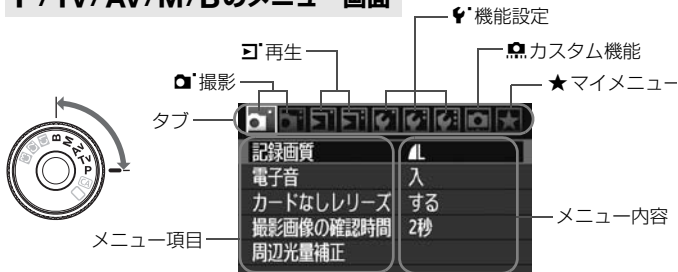 P / Tv / Av / M / Bのメニュー画面
機能設定
再生
カスタム機能
撮影
★マイメニュー
タブ
記録画質 L
電子音 入
カードなしレリーズ する
撮影画像の確認時間 2秒
周辺光量補正
メニュー項目
メニュー内容
B M Av Tv P